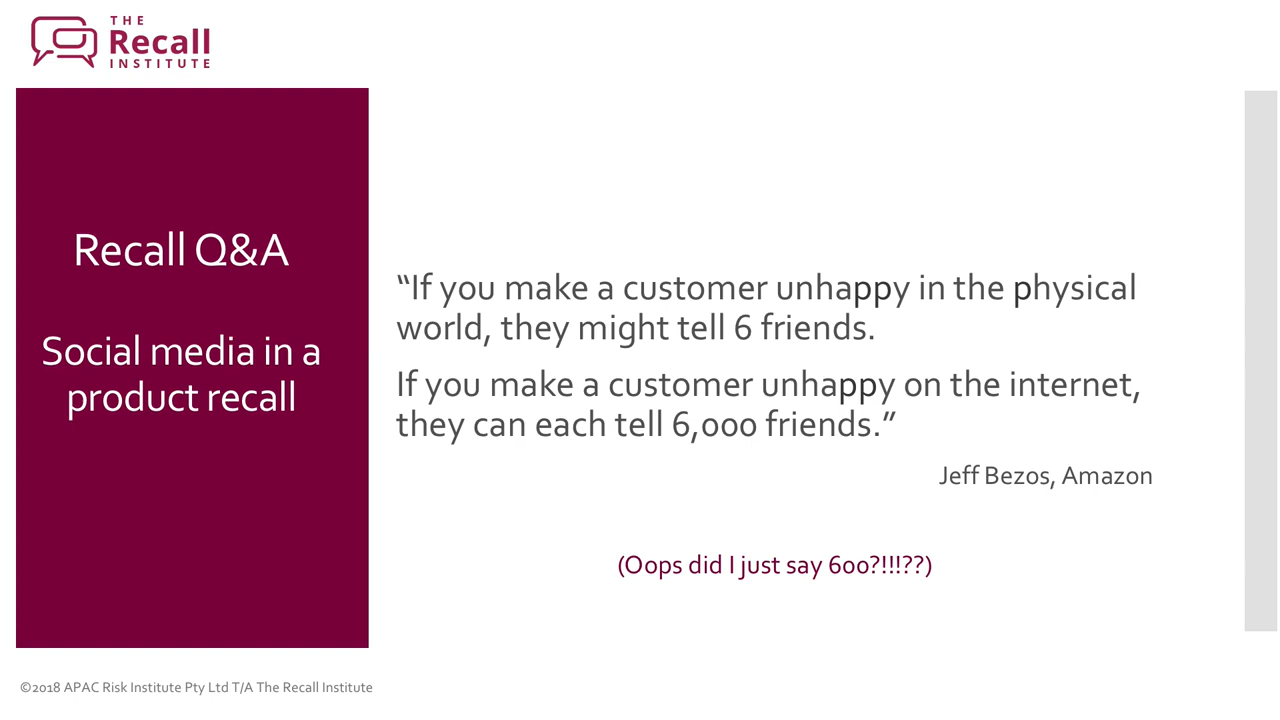 THE
Recall
INSTITUTE
Recall Q&A
Social media in a
product recall
“If you make a customer unhappy in the physical
world, they might tell 6 friends.
If you make a customer unhappy on the internet,
they can each tell 6,000 friends.”
Jeff Bezos, Amazon
(Oops did I just say 600?!!!??)
©2018 APAC Risk Institute Pty Ltd T/A The Recall Institute